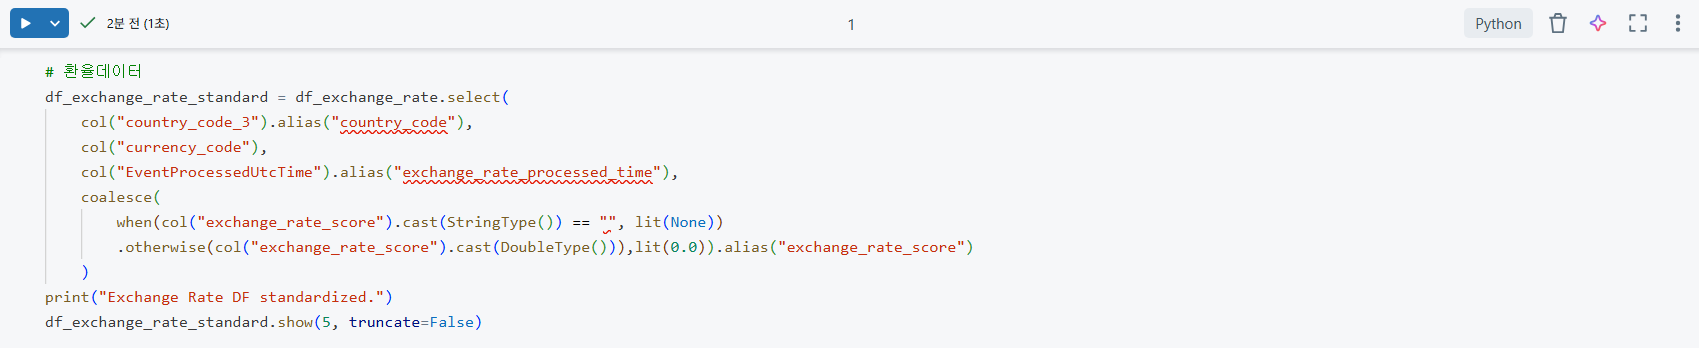 2분 전 (1초)
1
Python
# 환율데이터
df_exchange_rate_standard = df_exchange_rate.select(
    col("country_code_3").alias("country_code"),
    col("currency_code"),
    col("EventProcessedUtcTime").alias("exchange_rate_processed_time"),
    coalesce(
        when(col("exchange_rate_score").cast(StringType()) == "", lit(None))
        .otherwise(col("exchange_rate_score").cast(DoubleType())),lit(0.0)).alias("exchange_rate_score")
    )
print("Exchange Rate DF standardized.")
df_exchange_rate_standard.show(5, truncate=False)